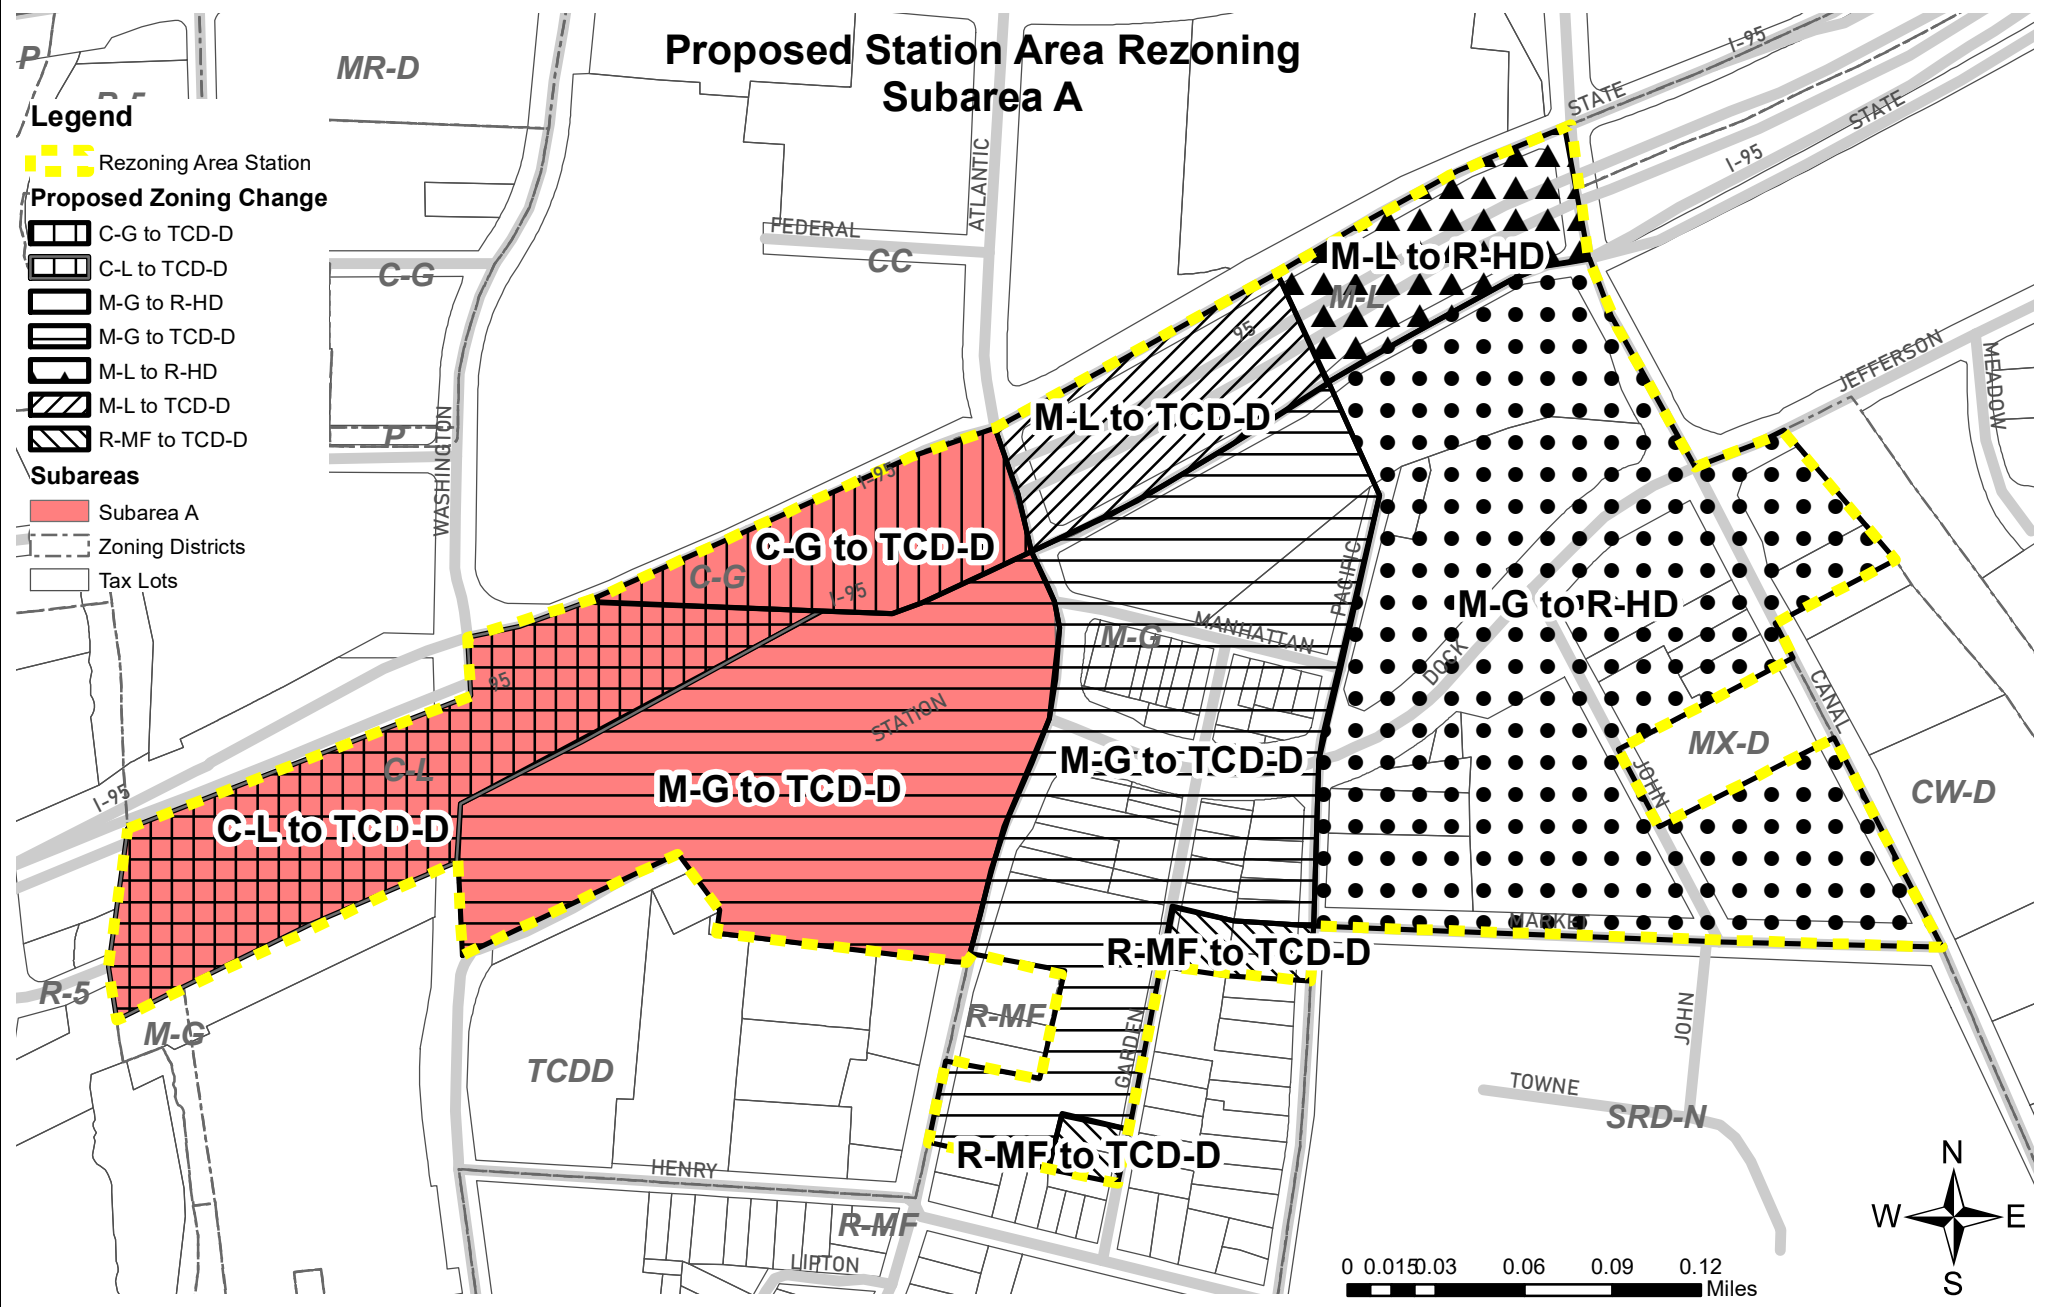 Proposed Station Area Rezoning
Subarea A
Legend
Rezoning Area Station
Proposed Zoning Change
C-G to TCD-D
C-L to TCD-D
M-G to R-HD
M-G to TCD-D
M-L to R-HD
M-L to TCD-D
R-MF to TCD-D
Subareas
Subarea A
Zoning Districts
Tax Lots
P
MR-D
C-G
P
WASHINGTON
FEDERAL
ATLANTIC
CC
I-95
STATE
STATE
I-95
M-L to R-HD
M-L
95
M-L to TCD-D
JEFFERSON
MEADOW
I-95
C-G to TCD-D
C-G
I-95
PACIFIC
M-G to R-HD
MANHATTAN
M-G
DOCK
95
STATION
CANAL
MX-D
C-L
M-G to TCD-D
M-G to TCD-D
JOHN
CW-D
I-95
C-L to TCD-D
MARKET
R-MF to TCD-D
R-5
M-G
R-MF
GARDEN
JOHN
TCDD
TOWNE
SRD-N
R-MF to TCD-D
HENRY
R-MF
LIPTON
N
W E
S
0 0.015 0.03 0.06 0.09 0.12
Miles